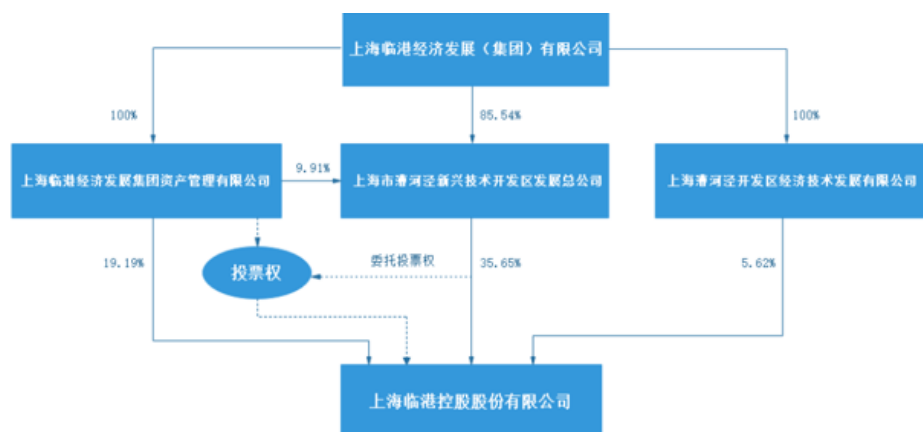 上海临港经济发展（集团）有限公司
100%
85.54%
100%
上海临港经济发展集团资产管理有限公司
9.91%
上海市漕河泾新兴技术开发区发展总公司
上海漕河泾开发区经济技术发展有限公司
19.19%
投票权
委托投票权
35.65%
5.62%
上海临港控股股份有限公司